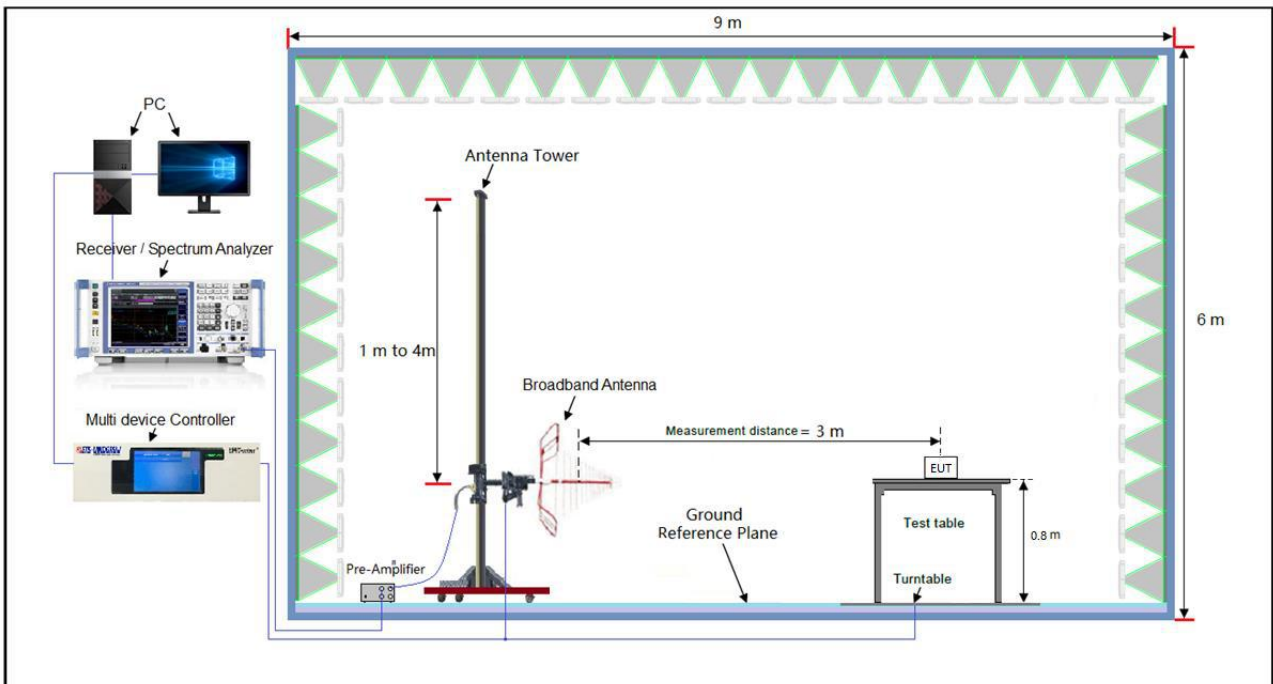 9 m
PC
Antenna Tower
Receiver / Spectrum Analyzer
6 m
1 m to 4m
Broadband Antenna
Multi device Controller
Measurement distance = 3 m
EUT
Ground
Reference Plane
Test table
0.8 m
Pre-Amplifier
Turntable